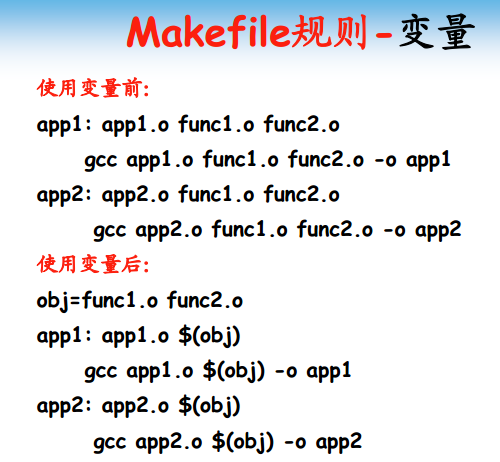 Makefile规则-变量
使用变量前:
app1: app1.o func1.o func2.o
gcc app1.o func1.o func2.o -o app1
app2: app2.o func1.o func2.o
gcc app2.o func1.o func2.o -o app2
使用变量后:
obj=func1.o func2.o
app1: app1.o $(obj)
gcc app1.o $(obj) -o app1
app2: app2.o $(obj)
gcc app2.o $(obj) -o app2